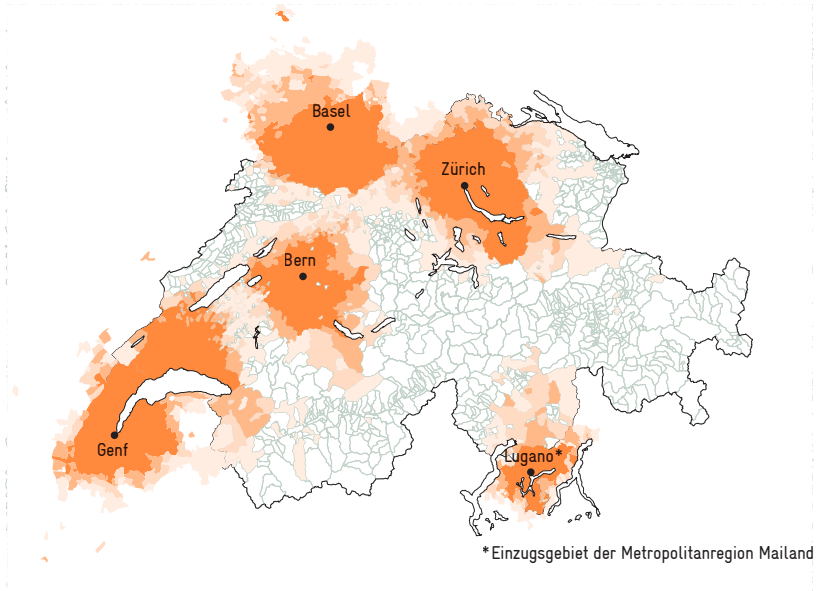 Basel
Zürich
Bern
Genf
Lugano*
*Einzugsgebiet der Metropolitanregion Mailand